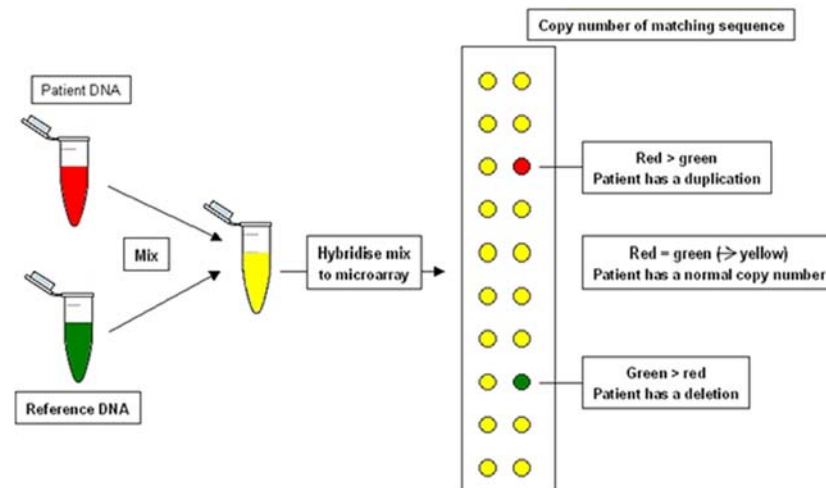 Copy number of matching sequence
Patient DNA
Red > green
Patient has a duplication
Mix
Hybridise mix
to microarray
Red = green (-> yellow)
Patient has a normal copy number
Green > red
Patient has a deletion
Reference DNA